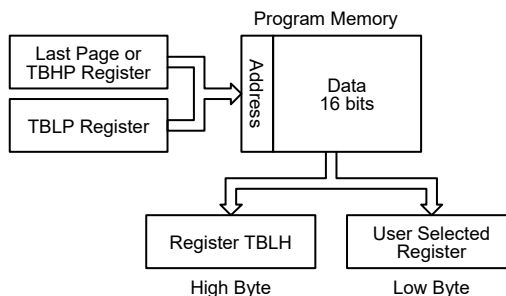 Program Memory
Last Page or
TBHP Register
TBLP Register
Address
Data
16 bits
Register TBLH
User Selected
Register
High Byte
Low Byte